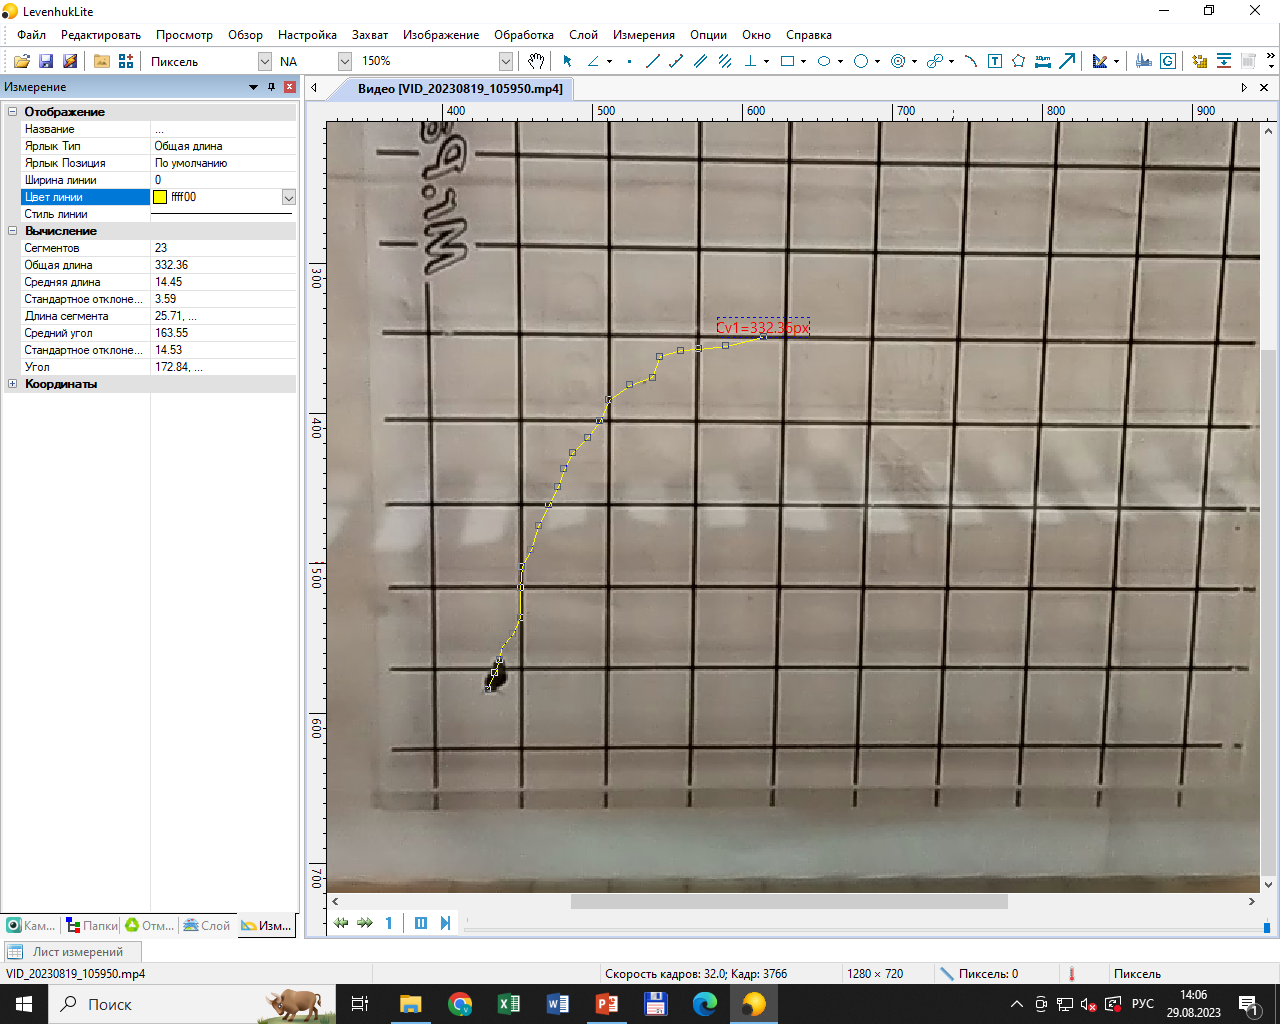 LevenhukLite
Файл Редактировать Просмотр Обзор Настройка Захват Изображение Обработка Слой Измерения Опции Окно Справка
Пиксель NA 150%
Измерение
Видео [VID_20230819_105950.mp4]
Отображение
Название ...
Ярлык Тип Общая длина
Ярлык Позиция По умолчанию
Ширина линии 0
Цвет линии ffff00
Стиль линии
Вычисление
Сегментов 23
Общая длина 332.36
Средняя длина 14.45
Стандартное отклоне... 3.59
Длина сегмента 25.71, ...
Средний угол 163.55
Стандартное отклоне... 14.53
Угол 172.84, ...
Координаты
400 500 600 700 800 900
300
400
500
600
700
Cv1=332.36px
1
Кам... Папки Отм... Слой Изм...
Лист измерений
VID_20230819_105950.mp4 Скорость кадров: 32.0; Кадр: 3766 1280 × 720 Пиксель: 0 Пиксель
Поиск
РУС
14:06
29.08.2023
1